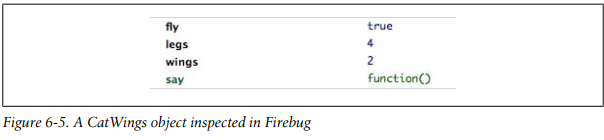 fly true
legs 4
wings 2
say function()
Figure 6-5. A CatWings object inspected in Firebug